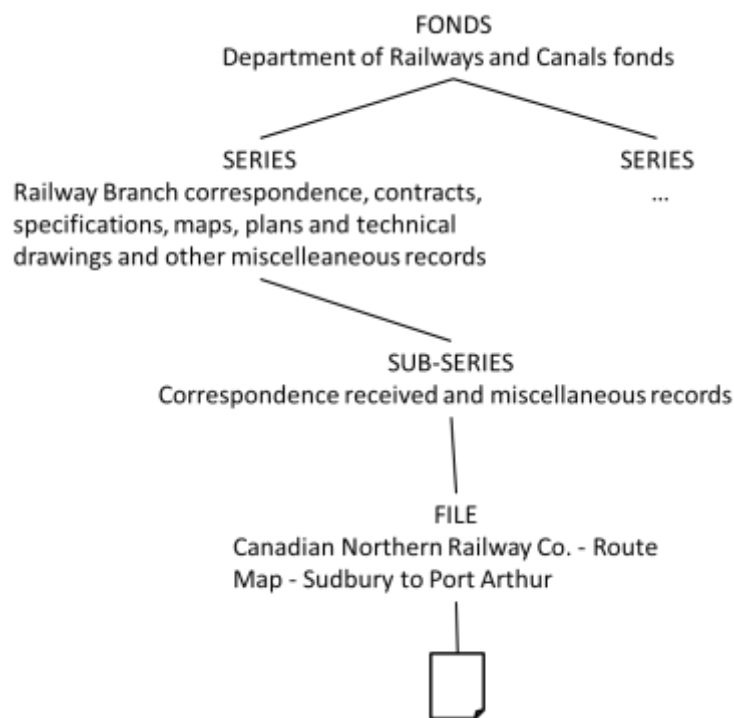 FONDS
Department of Railways and Canals fonds
SERIES
Railway Branch correspondence, contracts,
specifications, maps, plans and technical
drawings and other miscelleaneous records
SERIES
...
SUB-SERIES
Correspondence received and miscellaneous records
FILE
Canadian Northern Railway Co. - Route
Map - Sudbury to Port Arthur